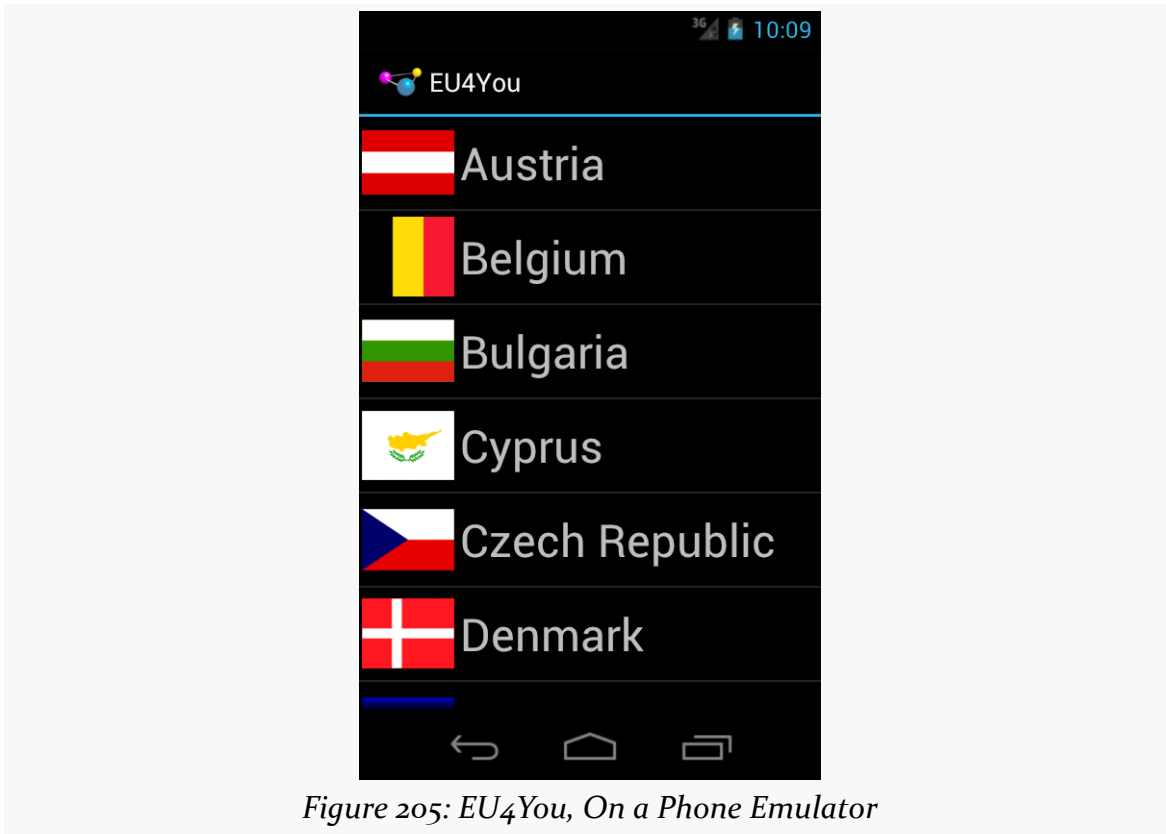 3G 10:09
EU4You
Austria
Belgium
Bulgaria
Cyprus
Czech Republic
Denmark
Figure 205: EU4You, On a Phone Emulator